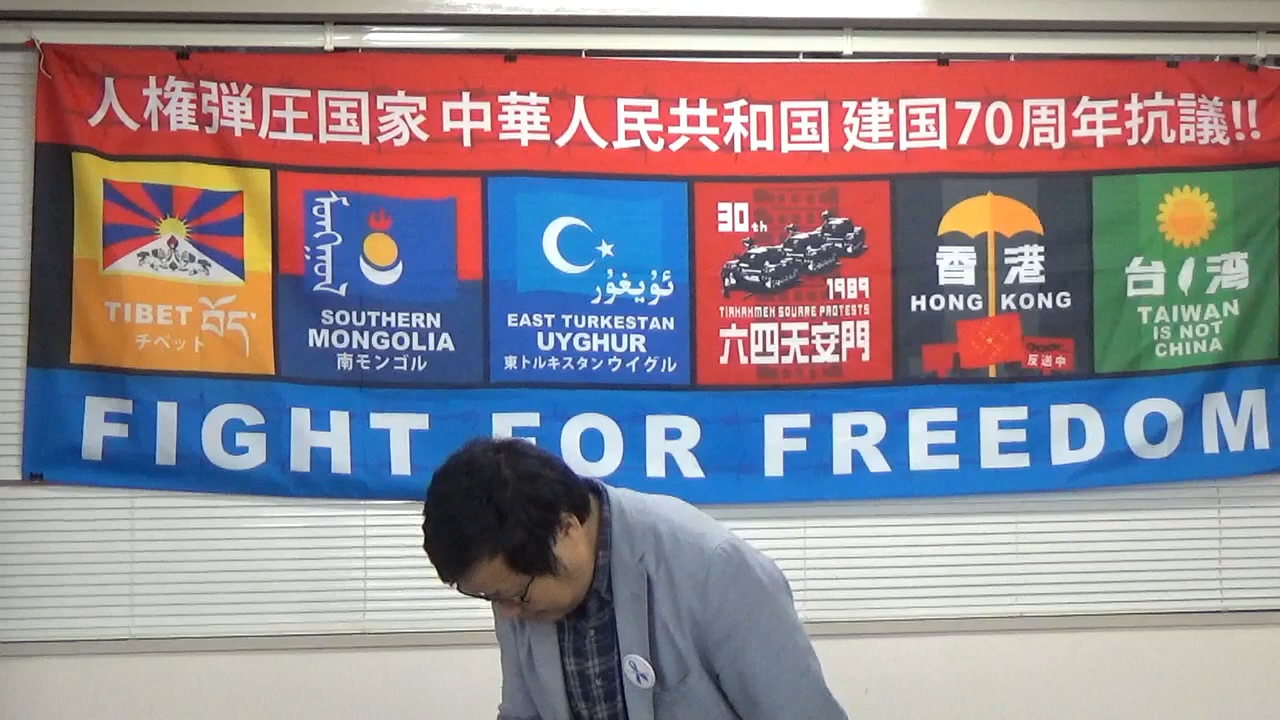 人権弾圧国家 中華人民共和国 建国70周年抗議!!
TIBET བོད་
チベット
SOUTHERN
MONGOLIA
南モンゴル
ئۇيغۇر
EAST TURKESTAN
UYGHUR
東トルキスタンウイグル
30th
1989
TIANANMEN SQUARE PROTESTS
六四天安門
香港
HONG KONG
反送中
台湾
TAIWAN
IS NOT
CHINA
FIGHT FOR FREEDOM